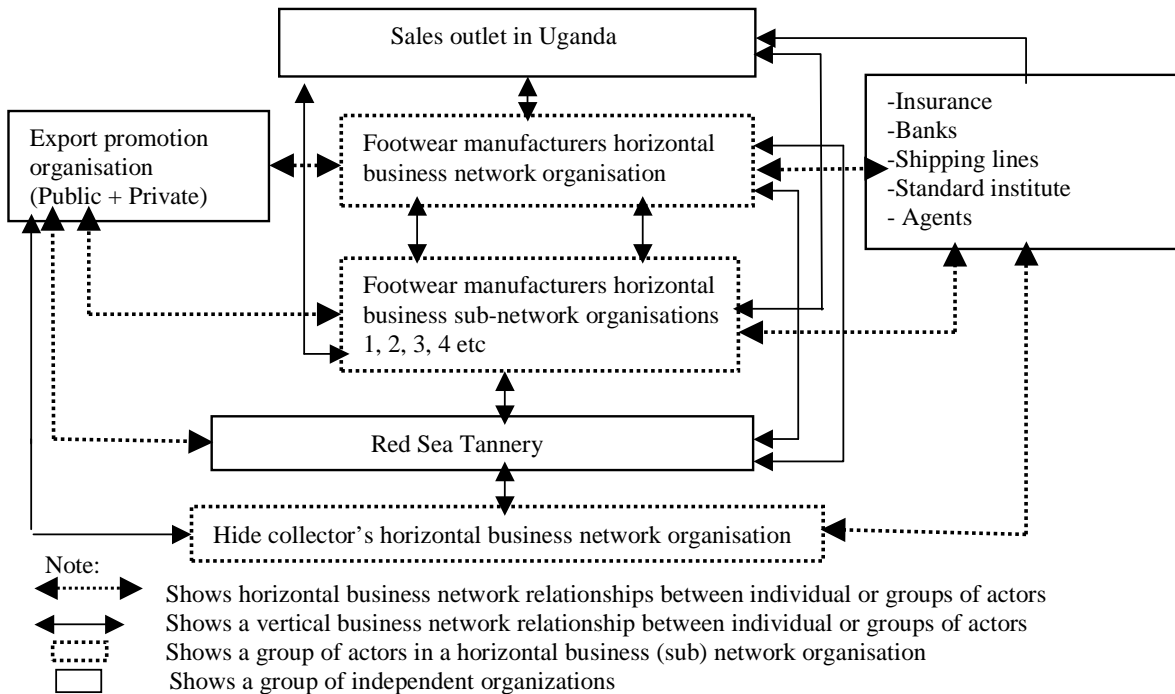 Sales outlet in Uganda
Export promotion
organisation
(Public + Private)
Footwear manufacturers horizontal
business network organisation
-Insurance
-Banks
-Shipping lines
-Standard institute
- Agents
Footwear manufacturers horizontal
business sub-network organisations
1, 2, 3, 4 etc
Red Sea Tannery
Hide collector’s horizontal business network organisation
Note:
Shows horizontal business network relationships between individual or groups of actors
Shows a vertical business network relationship between individual or groups of actors
Shows a group of actors in a horizontal business (sub) network organisation
Shows a group of independent organizations